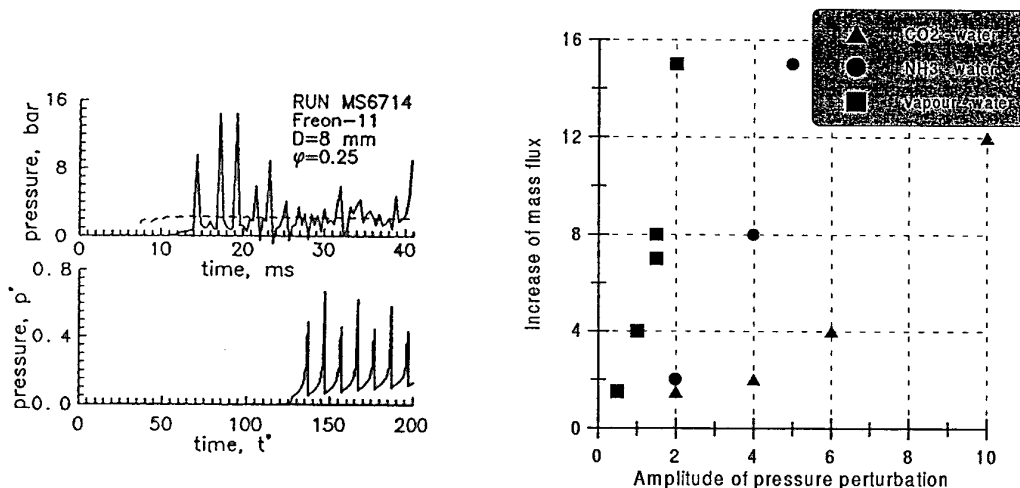 16
12
8
4
0
pressure, bar
RUN MS6714
Freon-11
D=8 mm
φ=0.25
0 10 20 30 40
time, ms
0.8
0.4
0.0
pressure, p*
0 50 100 150 200
time, t*
16
12
8
4
0
Increase of mass flux
CO2 - water
NH3 - water
Vapour - water
0 2 4 6 8 10
Amplitude of pressure perturbation